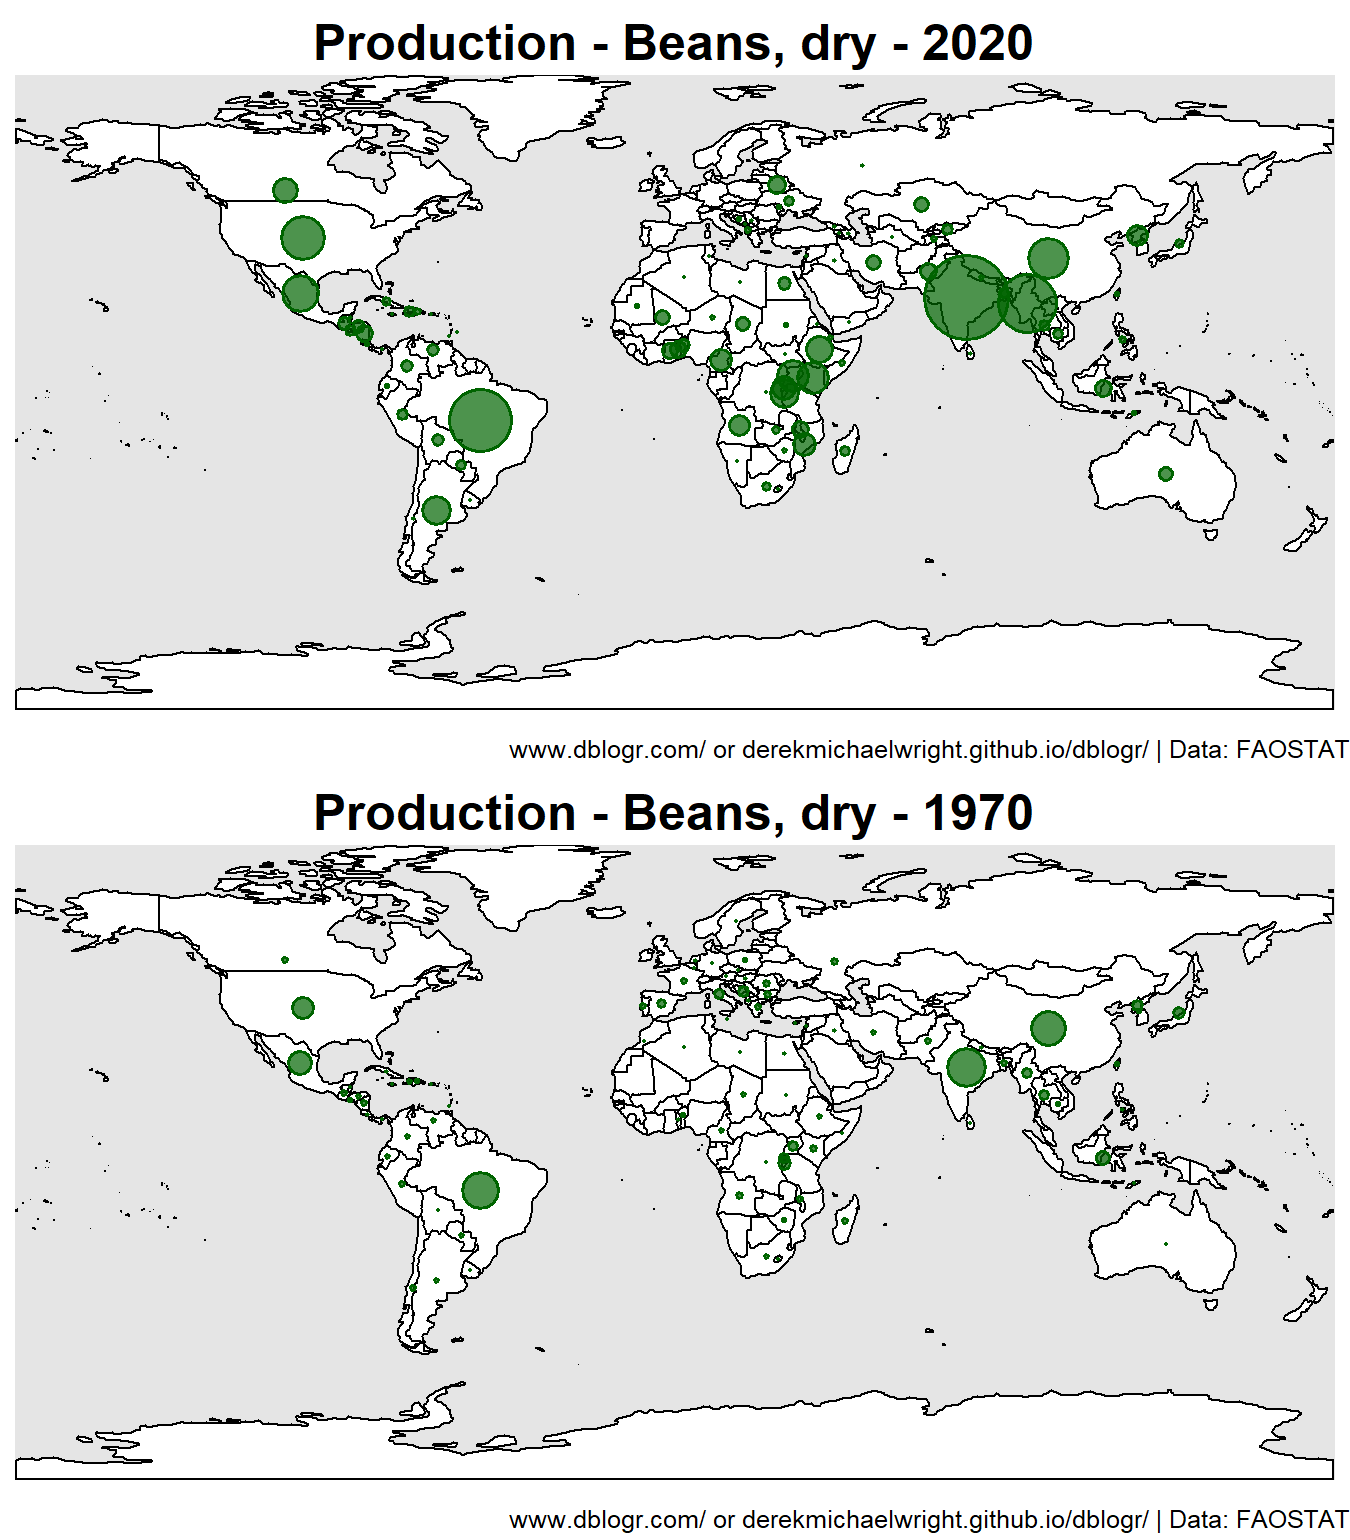 Production - Beans, dry - 2020
www.dblogr.com/ or derekmichaelwright.github.io/dblogr/ | Data: FAOSTAT
Production - Beans, dry - 1970
www.dblogr.com/ or derekmichaelwright.github.io/dblogr/ | Data: FAOSTAT